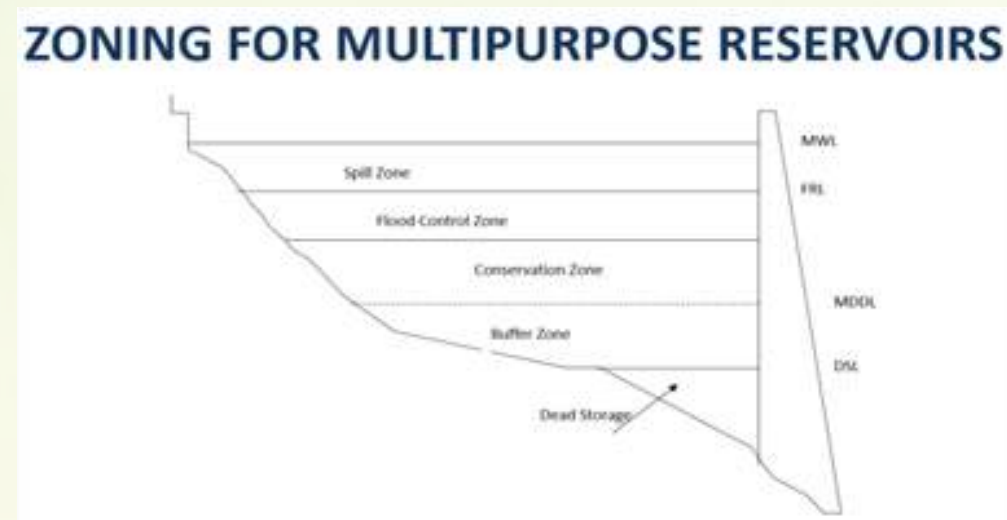 ZONING FOR MULTIPURPOSE RESERVOIRS
MWL
Spill Zone
FRL
Flood Control Zone
Conservation Zone
MDDL
Buffer Zone
DSL
Dead Storage